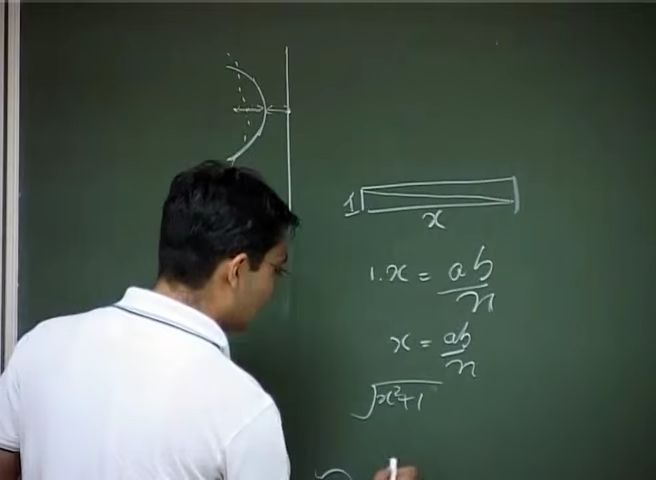 1
x
1.x = ab/n
x = ab/n
√x²+1